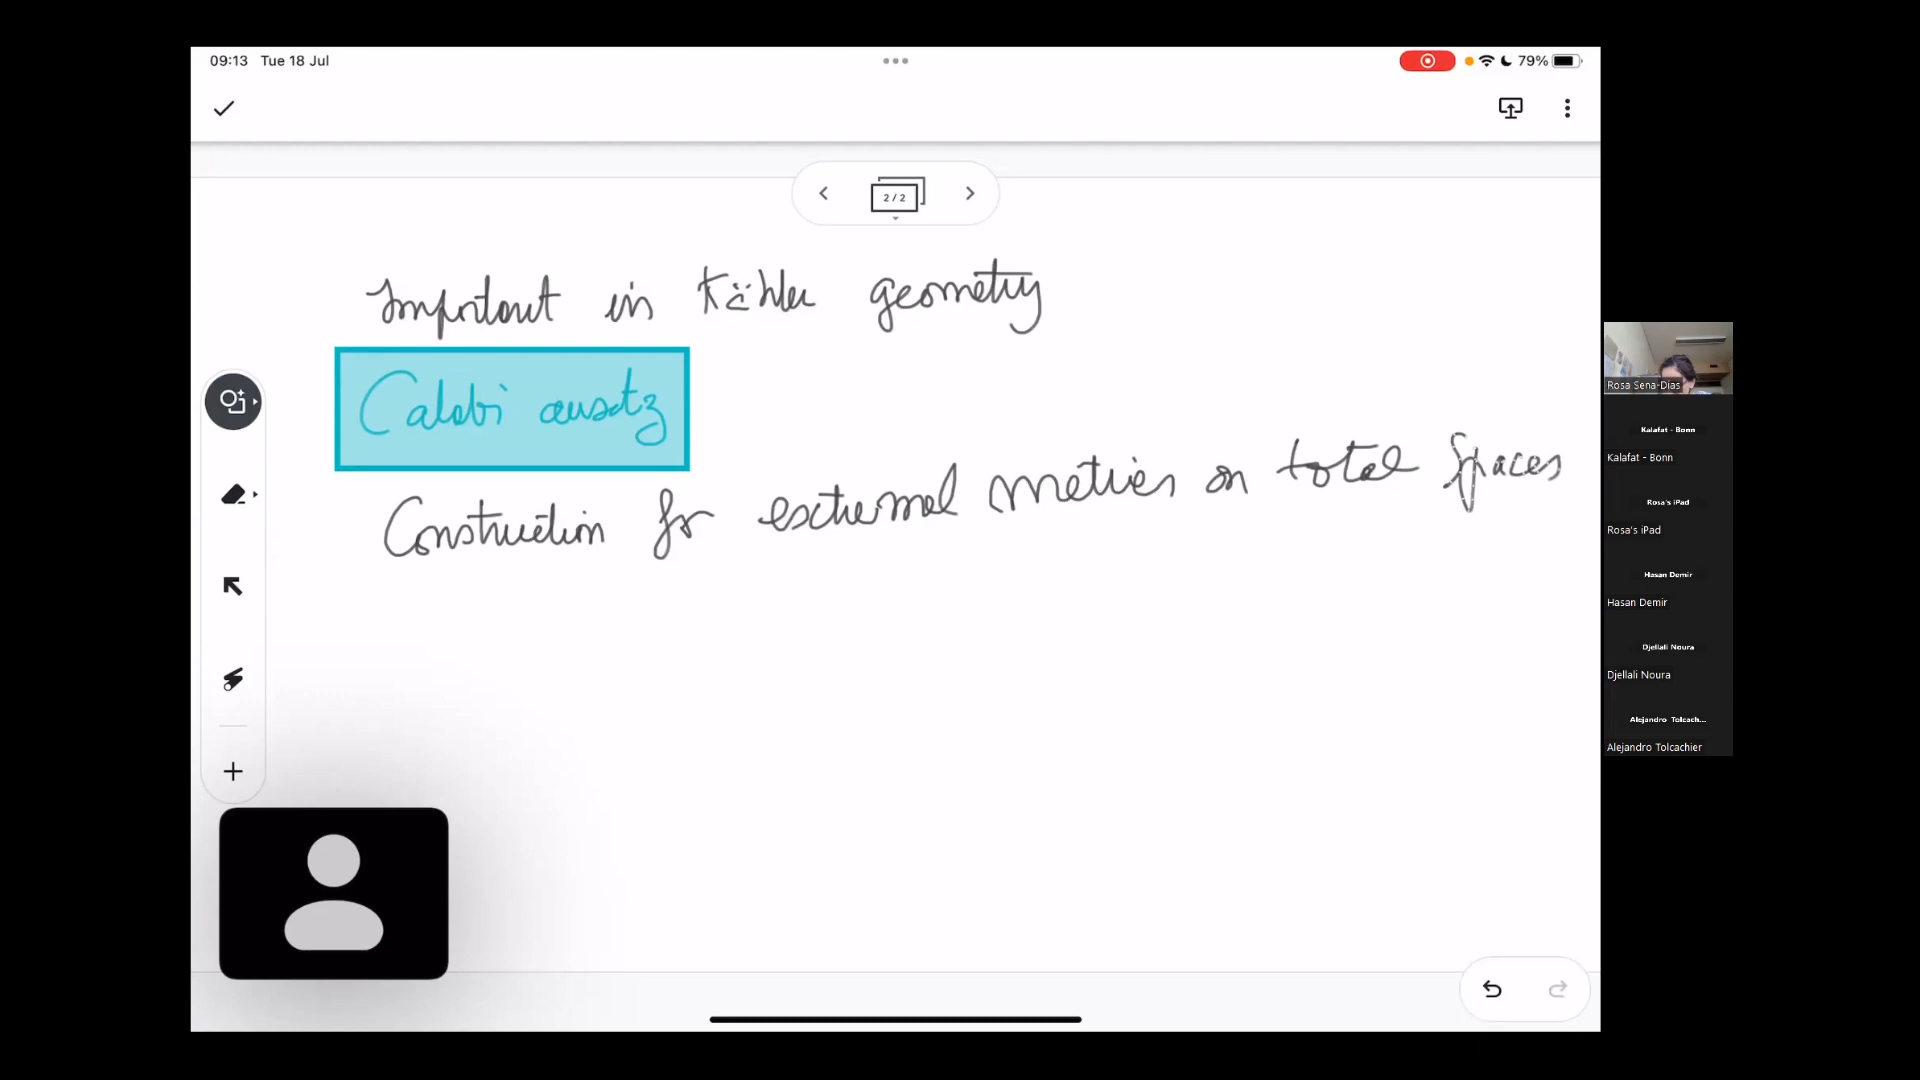 09:13 Tue 18 Jul
79%
2 / 2
Important in Kähler geometry
Calabi ansatz
Construction for extremal metrics on total spaces
Rosa Sena-Dias
Kalafat - Bonn
Kalafat - Bonn
Rosa's iPad
Rosa's iPad
Hasan Demir
Hasan Demir
Djellali Noura
Djellali Noura
Alejandro Tolcach...
Alejandro Tolcachier